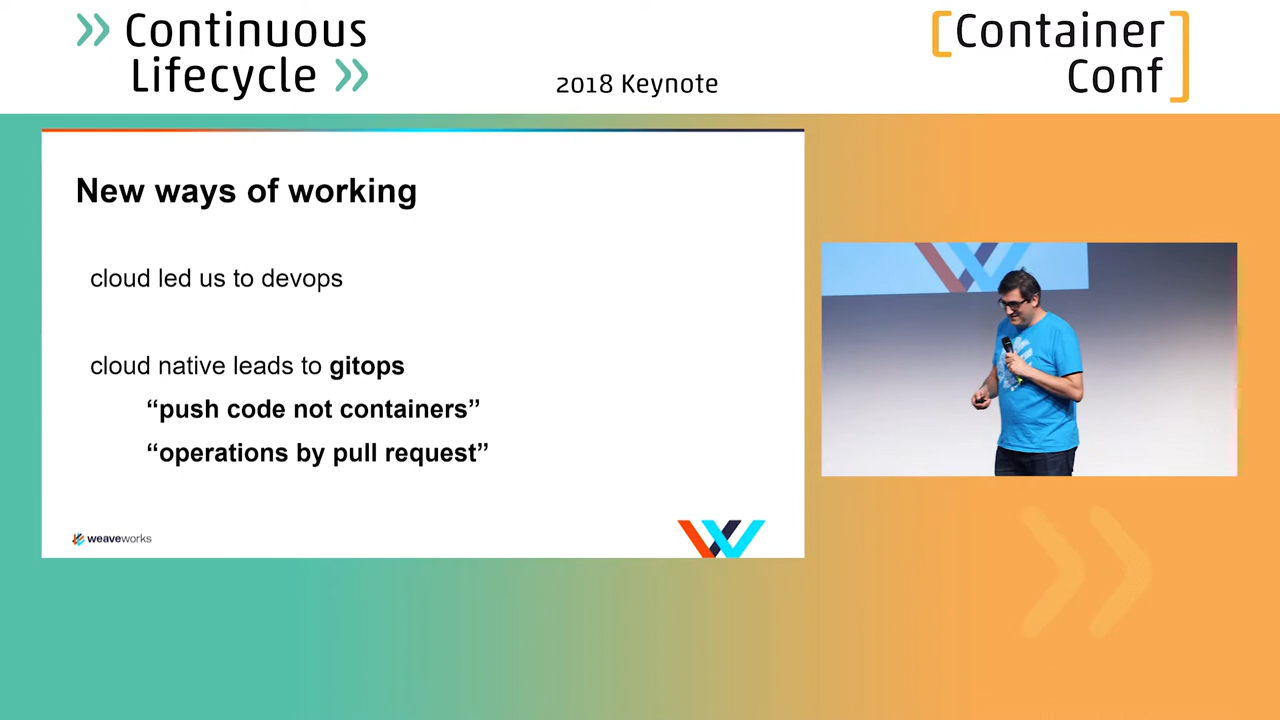 Continuous
Lifecycle
2018 Keynote
Container
Conf
New ways of working
cloud led us to devops
cloud native leads to gitops
“push code not containers”
“operations by pull request”
weaveworks